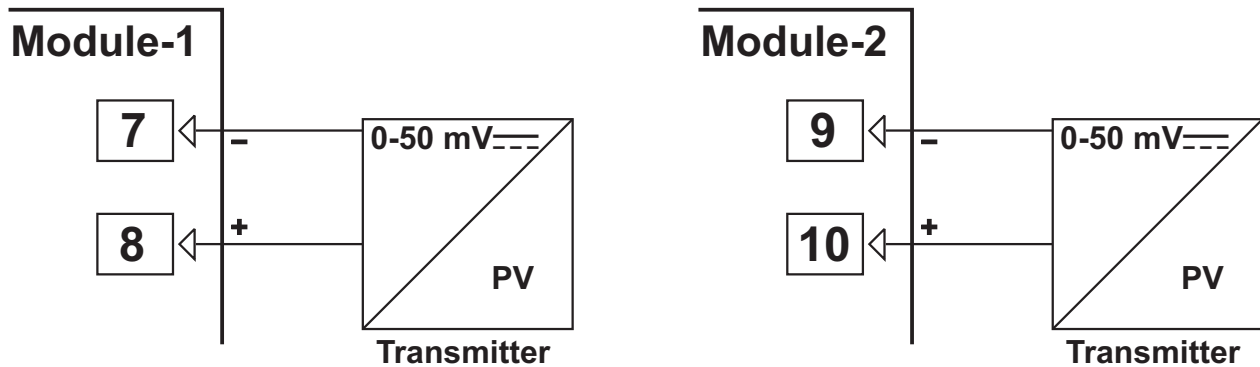 Module-1
7
-
0-50 mV
8
+
PV
Transmitter
Module-2
9
-
0-50 mV
10
+
PV
Transmitter